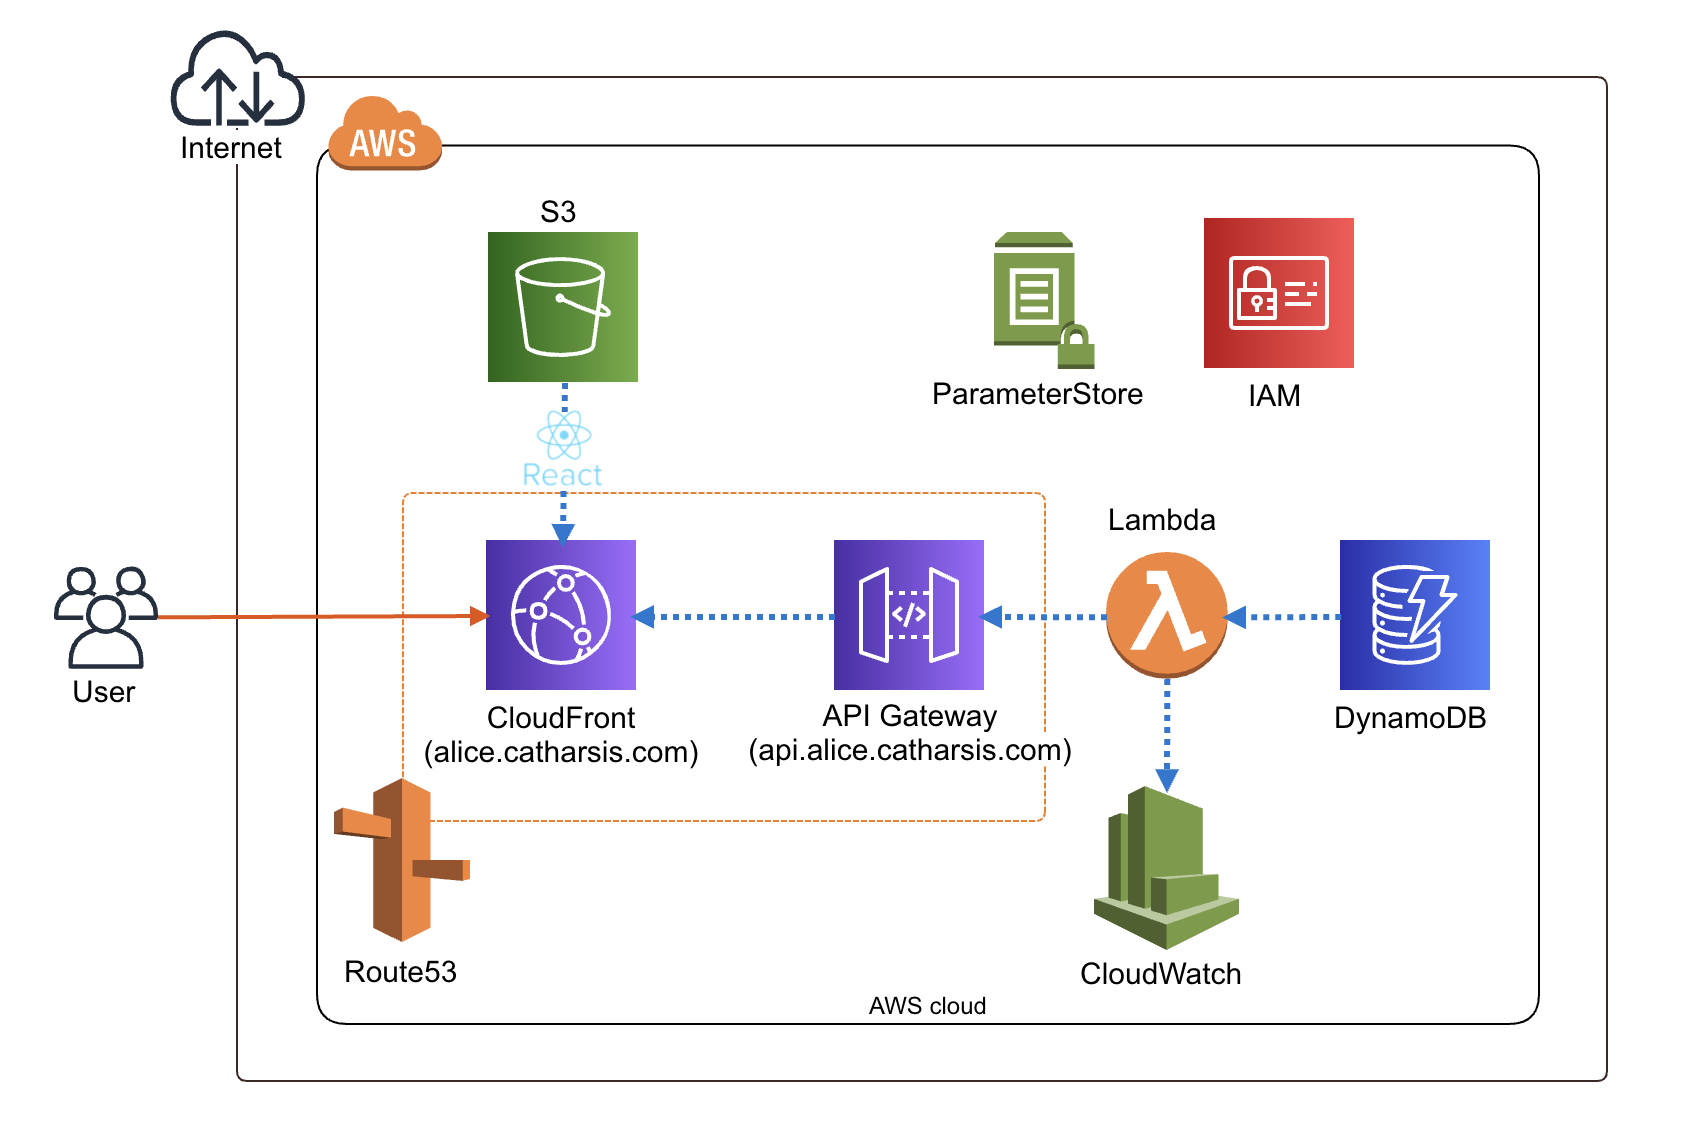 Internet
AWS
S3
ParameterStore
IAM
React
Lambda
User
CloudFront
(alice.catharsis.com)
API Gateway
(api.alice.catharsis.com)
DynamoDB
Route53
CloudWatch
AWS cloud